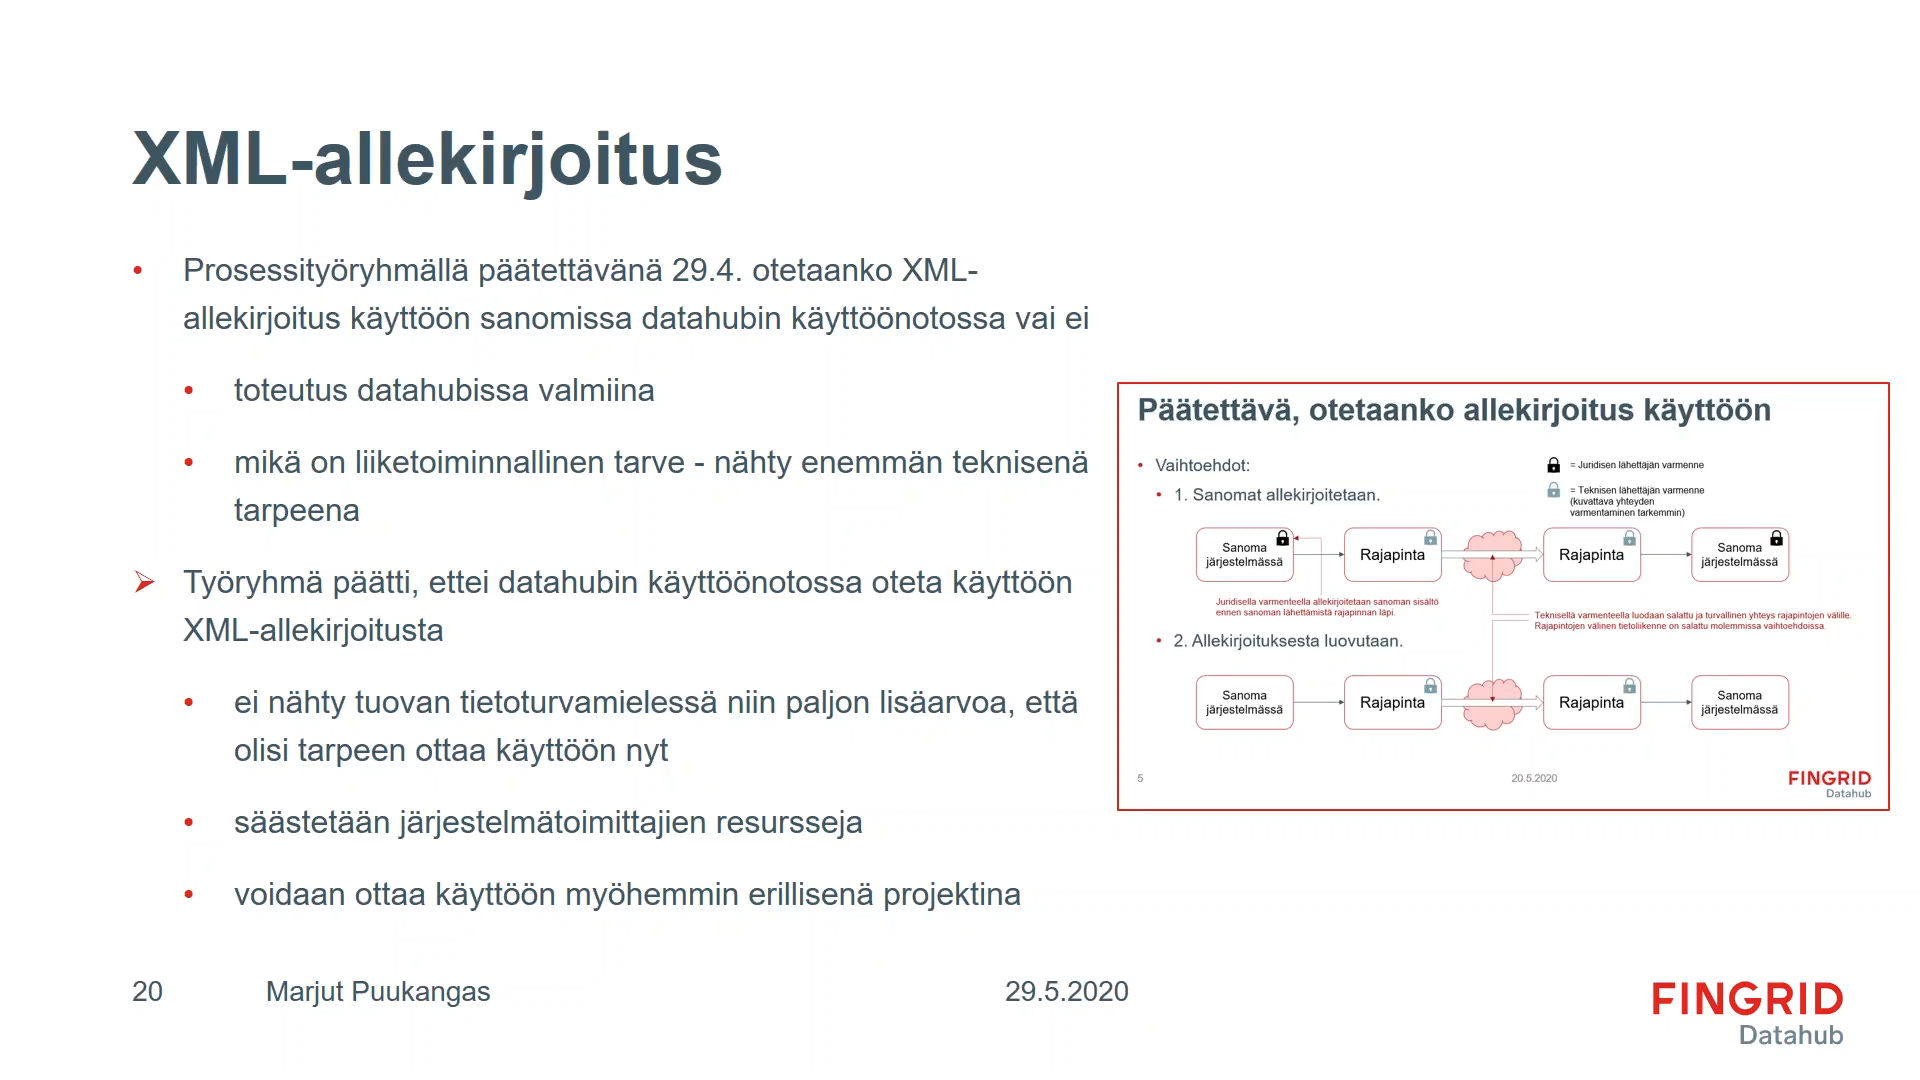 XML-allekirjoitus
• Prosessityöryhmällä päätettävänä 29.4. otetaanko XML-
allekirjoitus käyttöön sanomissa datahubin käyttöönotossa vai ei
• toteutus datahubissa valmiina
• mikä on liiketoiminnallinen tarve - nähty enemmän teknisenä
tarpeena
➢ Työryhmä päätti, ettei datahubin käyttöönotossa oteta käyttöön
XML-allekirjoitusta
• ei nähty tuovan tietoturvamielessä niin paljon lisäarvoa, että
olisi tarpeen ottaa käyttöön nyt
• säästetään järjestelmätoimittajien resursseja
• voidaan ottaa käyttöön myöhemmin erillisenä projektina
Päätettävä, otetaanko allekirjoitus käyttöön
• Vaihtoehdot:
• 1. Sanomat allekirjoitetaan.
= Juridisen lähettäjän varmenne
= Teknisen lähettäjän varmenne
(kuvattava yhteyden
varmentaminen tarkemmin)
Sanoma
järjestelmässä
Rajapinta
Rajapinta
Sanoma
järjestelmässä
Juridisella varmenteella allekirjoitetaan sanoman sisältö
ennen sanoman lähettämistä rajapinnan läpi.
Teknisellä varmenteella luodaan salattu ja turvallinen yhteys rajapintojen välille.
Rajapintojen välinen tietoliikenne on salattu molemmissa vaihtoehdoissa.
• 2. Allekirjoituksesta luovutaan.
Sanoma
järjestelmässä
Rajapinta
Rajapinta
Sanoma
järjestelmässä
5
20.5.2020
FINGRID
Datahub
20
Marjut Puukangas
29.5.2020
FINGRID
Datahub